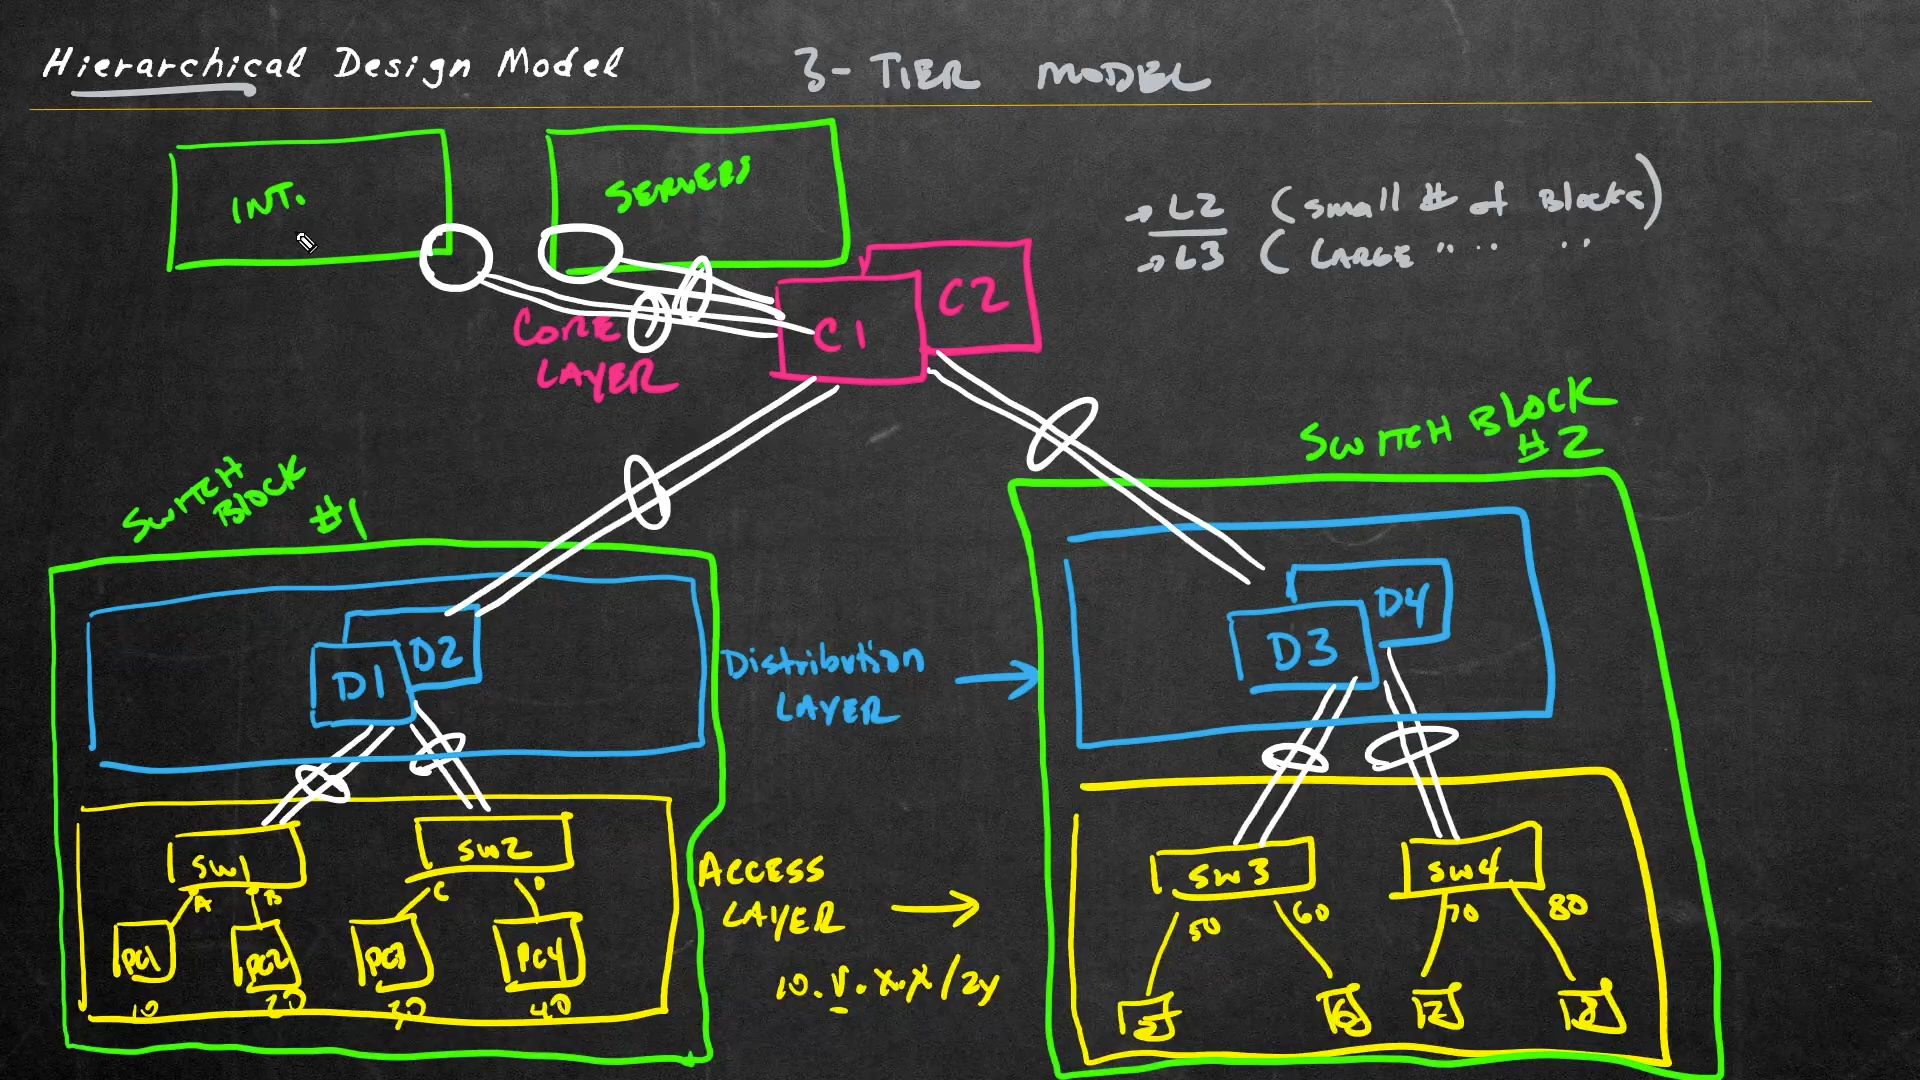 Hierarchical Design Model
3-TIER MODEL
INT.
SERVERS
→ L2 (small # of Blocks)
→ L3 (LARGE " " " ")
C2
C1
CORE
LAYER
SWITCH BLOCK
#2
SWITCH
BLOCK
#1
D2
D1
Distribution →
LAYER
D4
D3
SW1
SW2
A B
C D
PC1 PC2 PC3 PC4
10 20 30 40
ACCESS
LAYER →
10.V.X.X/24
SW3
SW4
50 60
70 80
5 6